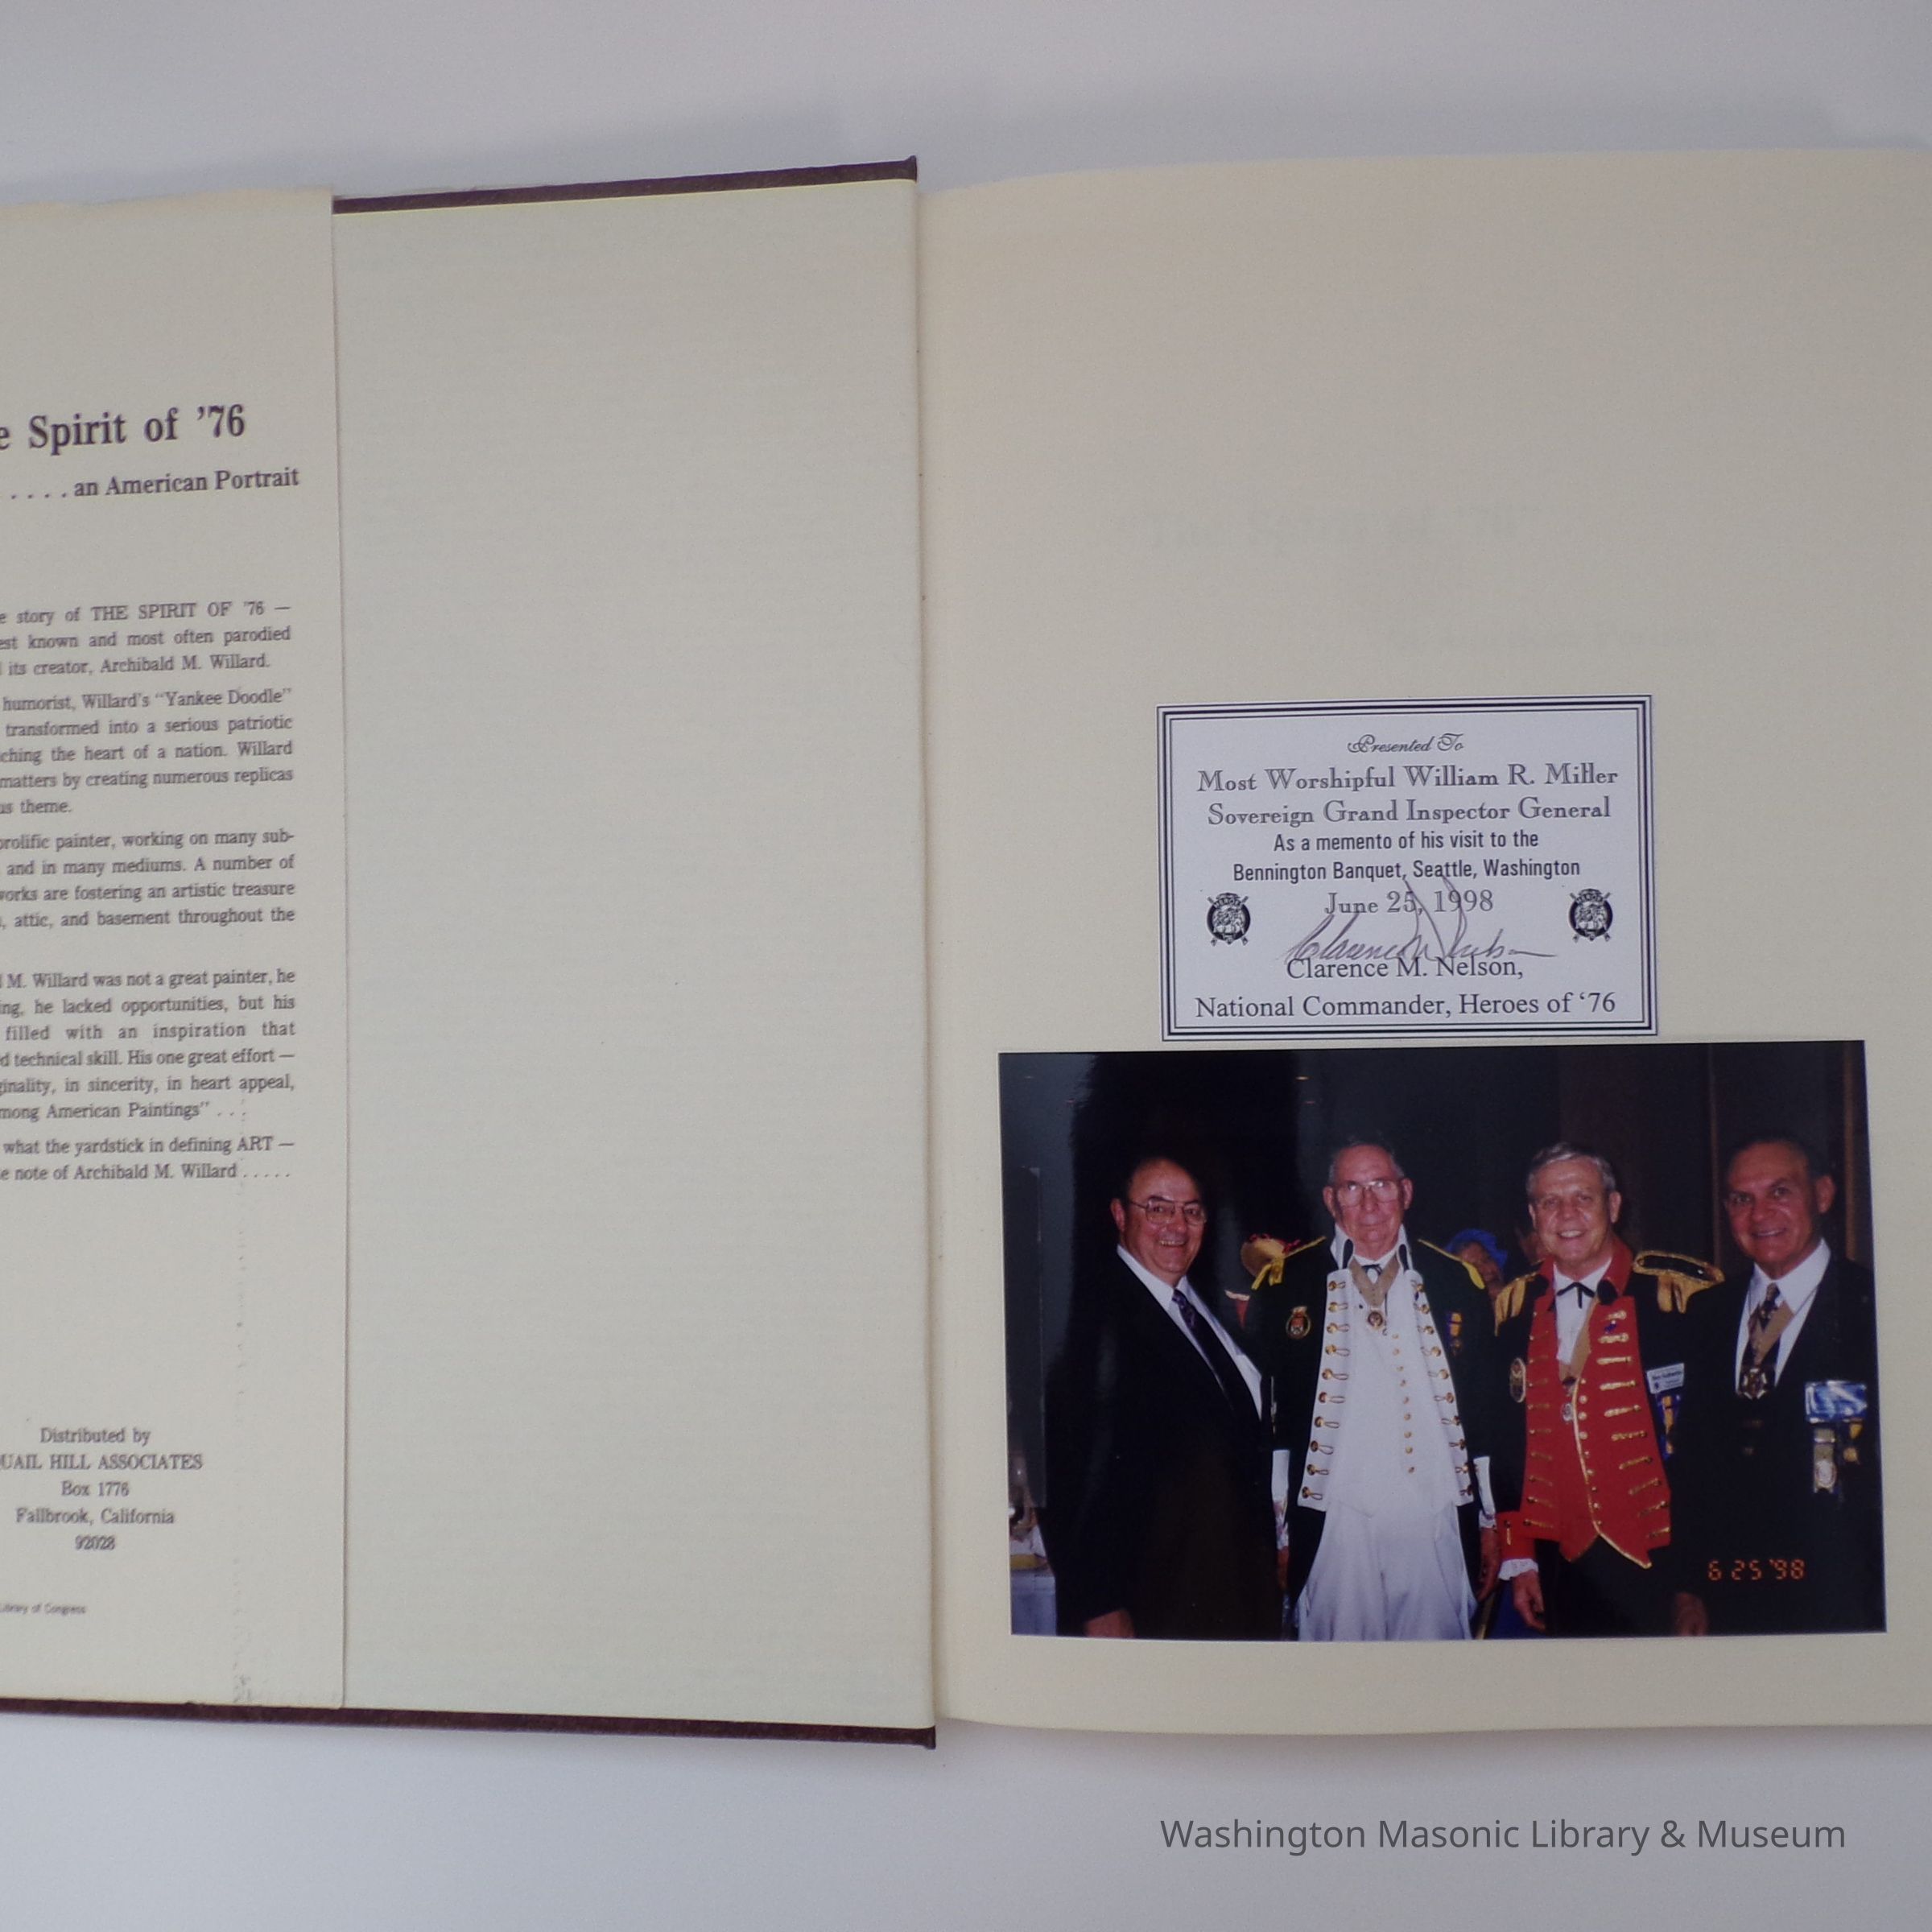 e Spirit of ’76
. . . . an American Portrait
e story of THE SPIRIT OF ’76 —
est known and most often parodied
its creator, Archibald M. Willard.
humorist, Willard’s “Yankee Doodle”
transformed into a serious patriotic
ching the heart of a nation. Willard
matters by creating numerous replicas
us theme.
prolific painter, working on many sub-
and in many mediums. A number of
works are fostering an artistic treasure
, attic, and basement throughout the
M. Willard was not a great painter, he
ing, he lacked opportunities, but his
filled with an inspiration that
d technical skill. His one great effort —
ginality, in sincerity, in heart appeal,
mong American Paintings” . . .
what the yardstick in defining ART —
e note of Archibald M. Willard . . . . .
Distributed by
UAIL HILL ASSOCIATES
Box 1776
Fallbrook, California
92028
Library of Congress
Presented To
Most Worshipful William R. Miller
Sovereign Grand Inspector General
As a memento of his visit to the
Bennington Banquet, Seattle, Washington
June 25, 1998
Clarence M. Nelson,
National Commander, Heroes of ‘76
6 25 '98
Washington Masonic Library & Museum